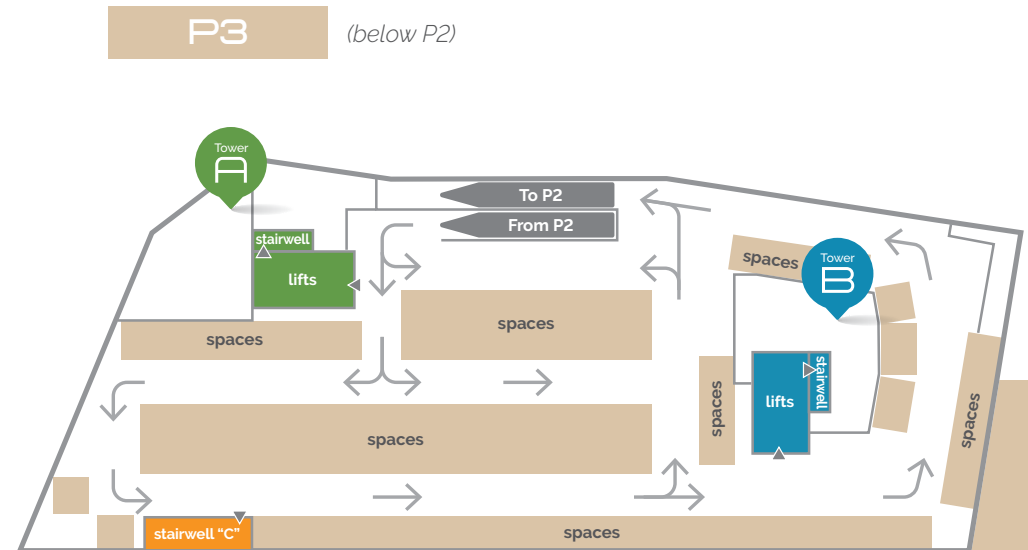 P3
(below P2)
Tower
A
To P2
From P2
stairwell
lifts
spaces
Tower
B
spaces
spaces
spaces
stairwell
lifts
spaces
spaces
spaces
stairwell “C”
spaces